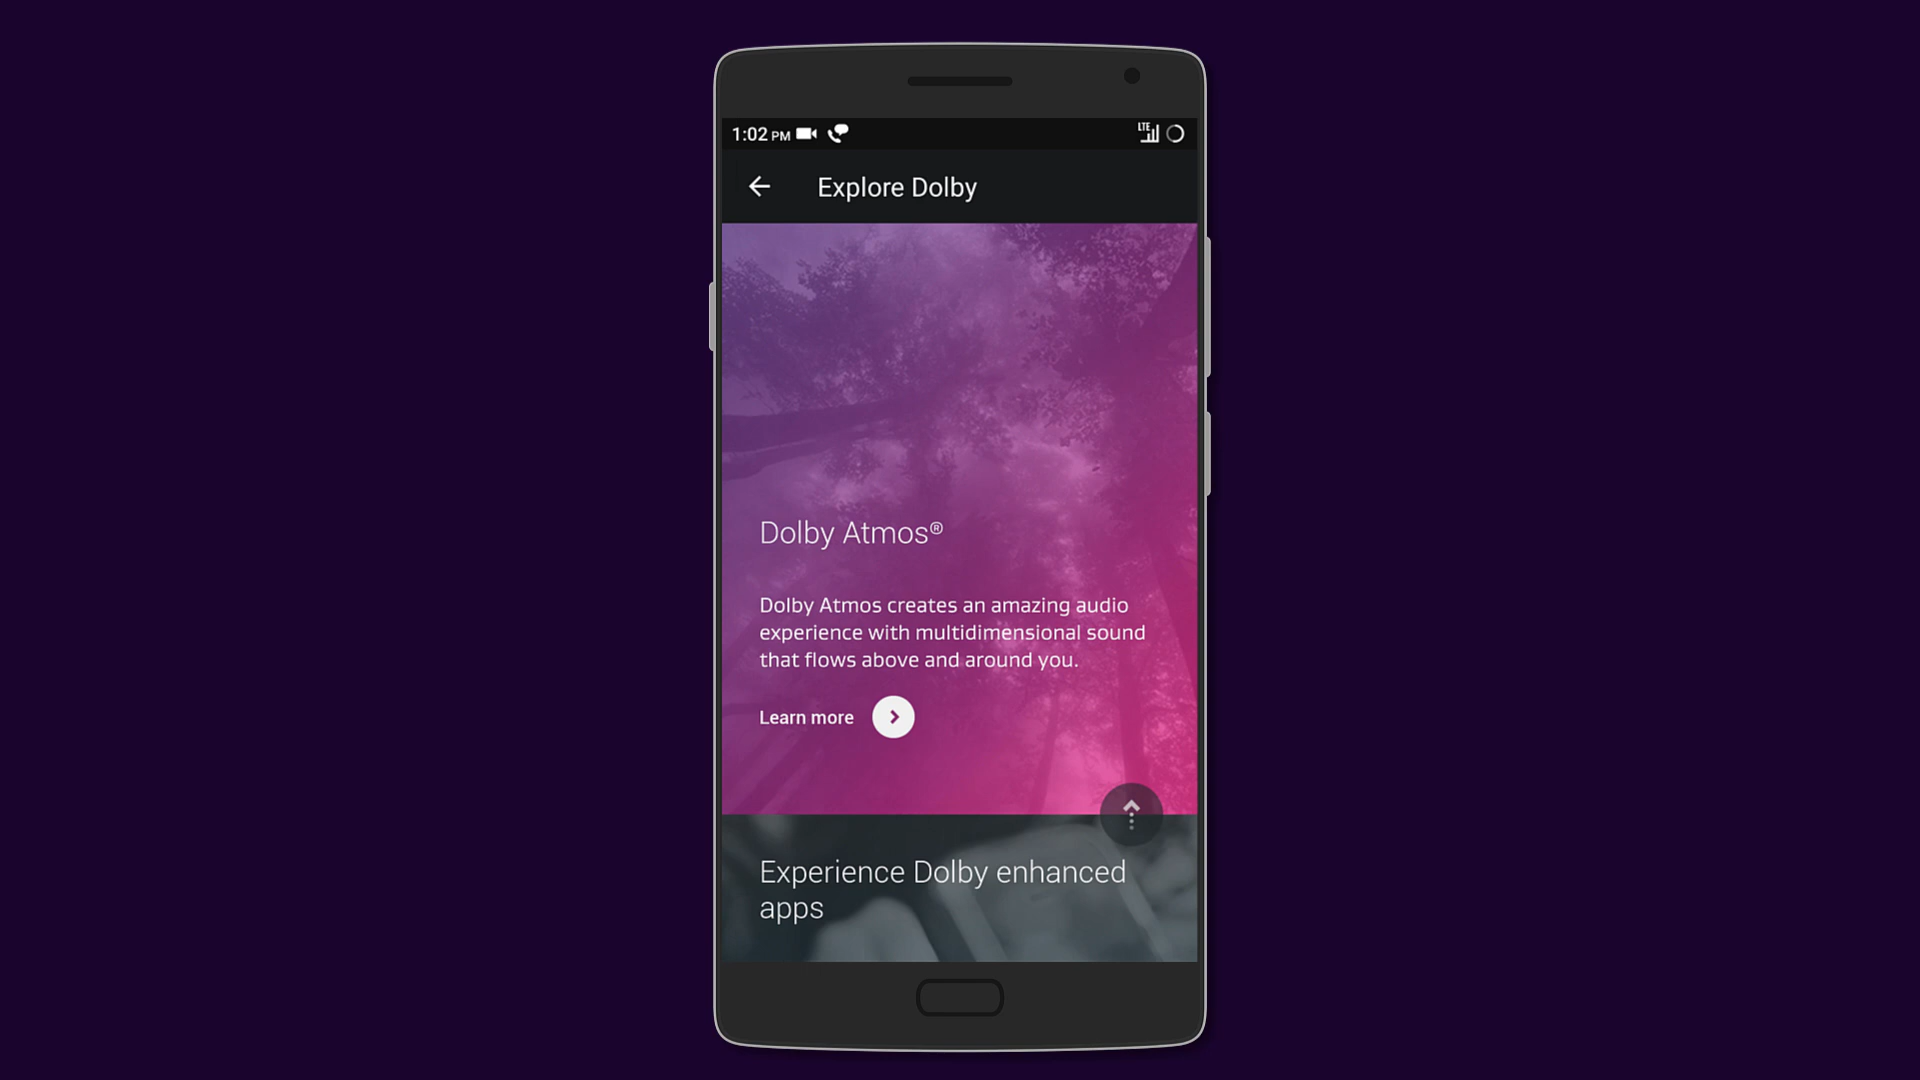 1:02 PM
LTE
Explore Dolby
Dolby Atmos®
Dolby Atmos creates an amazing audio
experience with multidimensional sound
that flows above and around you.
Learn more
Experience Dolby enhanced
apps